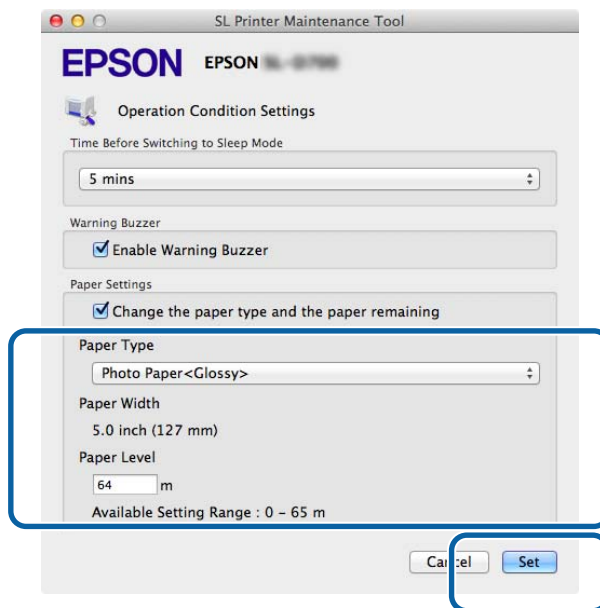 SL Printer Maintenance Tool
EPSON EPSON
Operation Condition Settings
Time Before Switching to Sleep Mode
5 mins
Warning Buzzer
Enable Warning Buzzer
Paper Settings
Change the paper type and the paper remaining
Paper Type
Photo Paper<Glossy>
Paper Width
5.0 inch (127 mm)
Paper Level
64 m
Available Setting Range : 0 – 65 m
Cancel Set